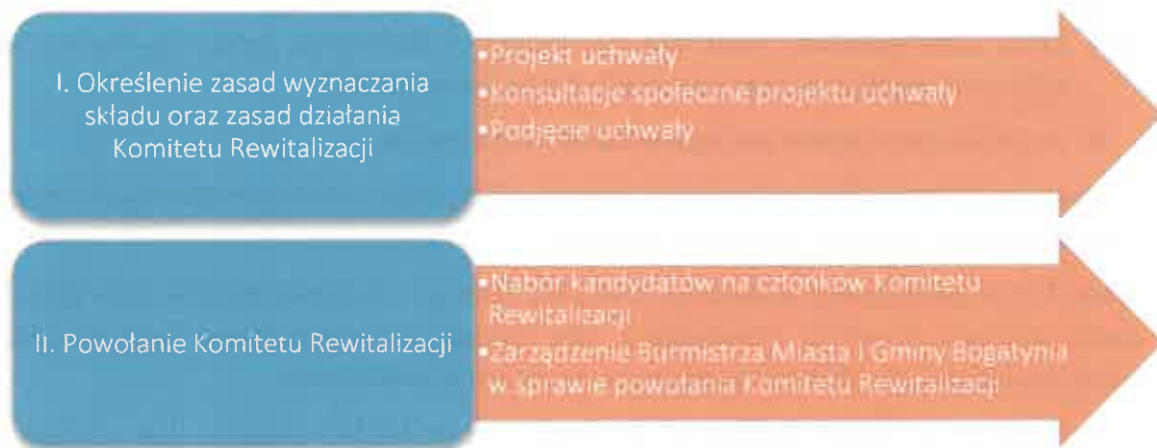 I. Określenie zasad wyznaczania
składu oraz zasad działania
Komitetu Rewitalizacji
•Projekt uchwały
•Konsultacje społeczne projektu uchwały
•Podjęcie uchwały
II. Powołanie Komitetu Rewitalizacji
•Nabór kandydatów na członków Komitetu
Rewitalizacji
•Zarządzenie Burmistrza Miasta i Gminy Bogatynia
w sprawie powołania Komitetu Rewitalizacji